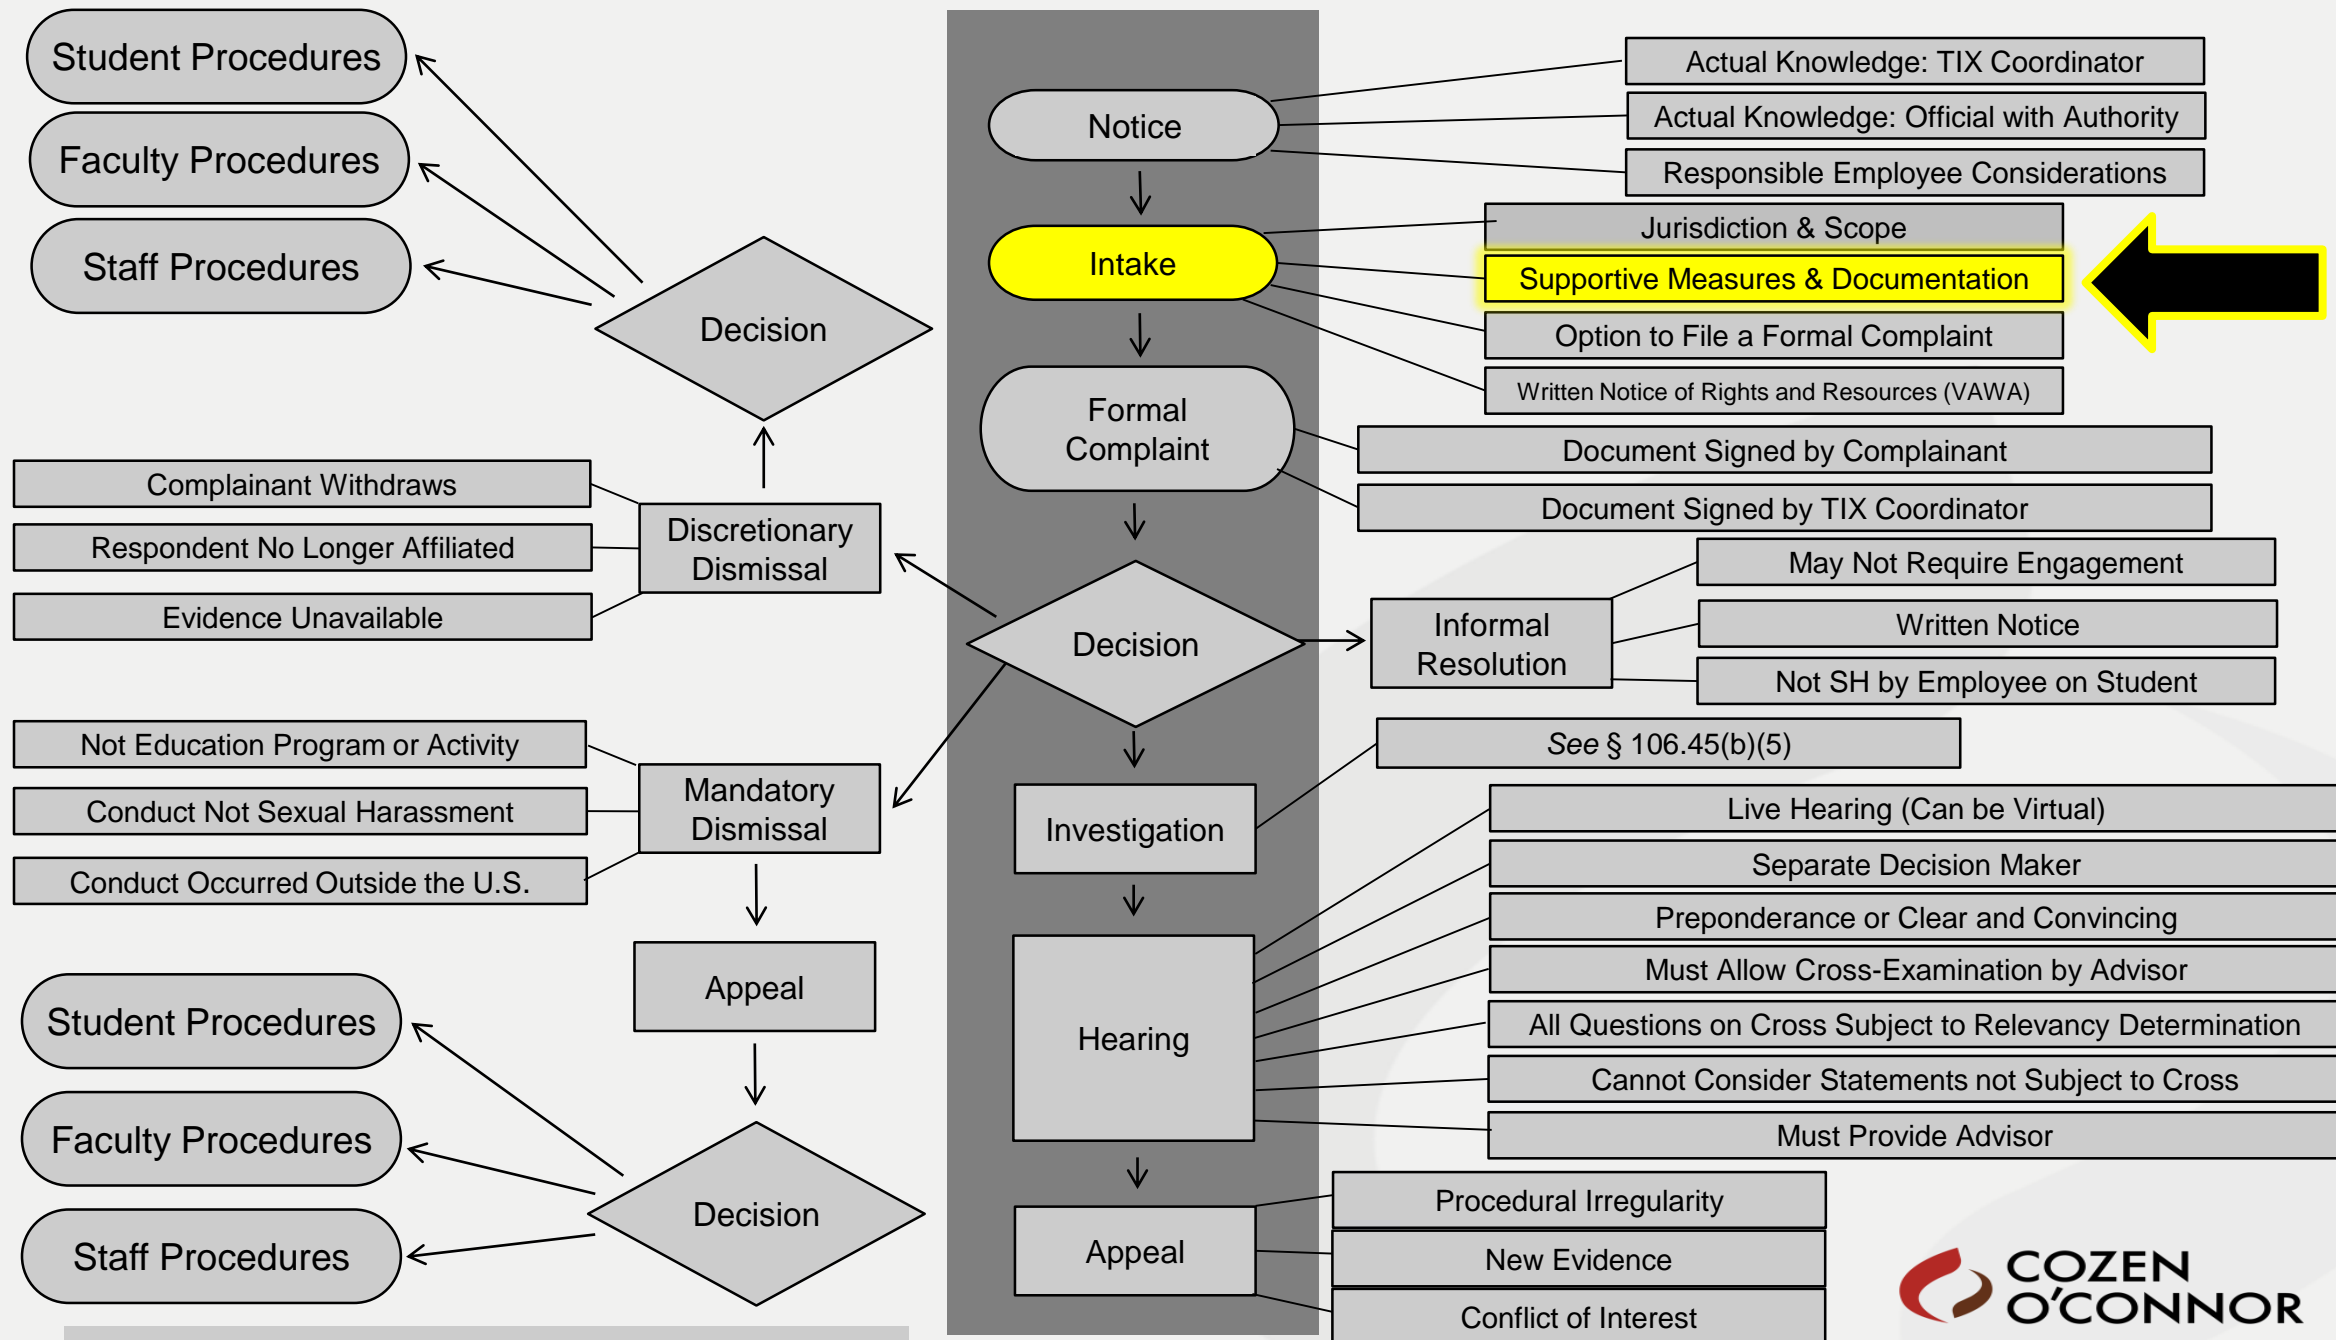 Student Procedures
Faculty Procedures
Staff Procedures
Decision
Complainant Withdraws
Respondent No Longer Affiliated
Evidence Unavailable
Discretionary
Dismissal
Not Education Program or Activity
Conduct Not Sexual Harassment
Conduct Occurred Outside the U.S.
Mandatory
Dismissal
Appeal
Student Procedures
Faculty Procedures
Staff Procedures
Decision
Notice
Actual Knowledge: TIX Coordinator
Actual Knowledge: Official with Authority
Responsible Employee Considerations
Intake
Jurisdiction & Scope
Supportive Measures & Documentation
Option to File a Formal Complaint
Written Notice of Rights and Resources (VAWA)
Formal
Complaint
Document Signed by Complainant
Document Signed by TIX Coordinator
Decision
Informal
Resolution
May Not Require Engagement
Written Notice
Not SH by Employee on Student
Investigation
See § 106.45(b)(5)
Hearing
Live Hearing (Can be Virtual)
Separate Decision Maker
Preponderance or Clear and Convincing
Must Allow Cross-Examination by Advisor
All Questions on Cross Subject to Relevancy Determination
Cannot Consider Statements not Subject to Cross
Must Provide Advisor
Appeal
Procedural Irregularity
New Evidence
Conflict of Interest
COZEN
O'CONNOR